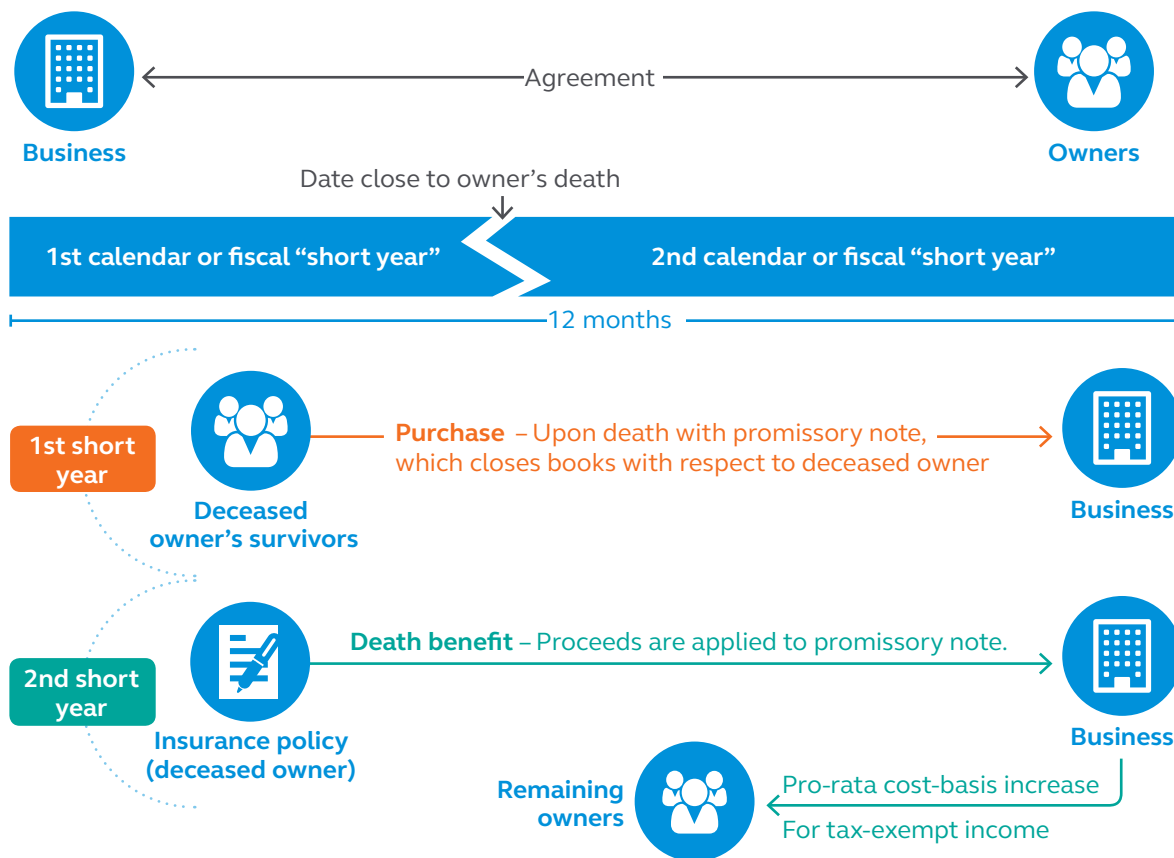 Agreement
Business
Owners
Date close to owner’s death
1st calendar or fiscal “short year”
2nd calendar or fiscal “short year”
12 months
1st short
year
Purchase – Upon death with promissory note,
which closes books with respect to deceased owner
Deceased
owner’s survivors
Business
2nd short
year
Death benefit – Proceeds are applied to promissory note.
Insurance policy
(deceased owner)
Business
Remaining
owners
Pro-rata cost-basis increase
For tax-exempt income